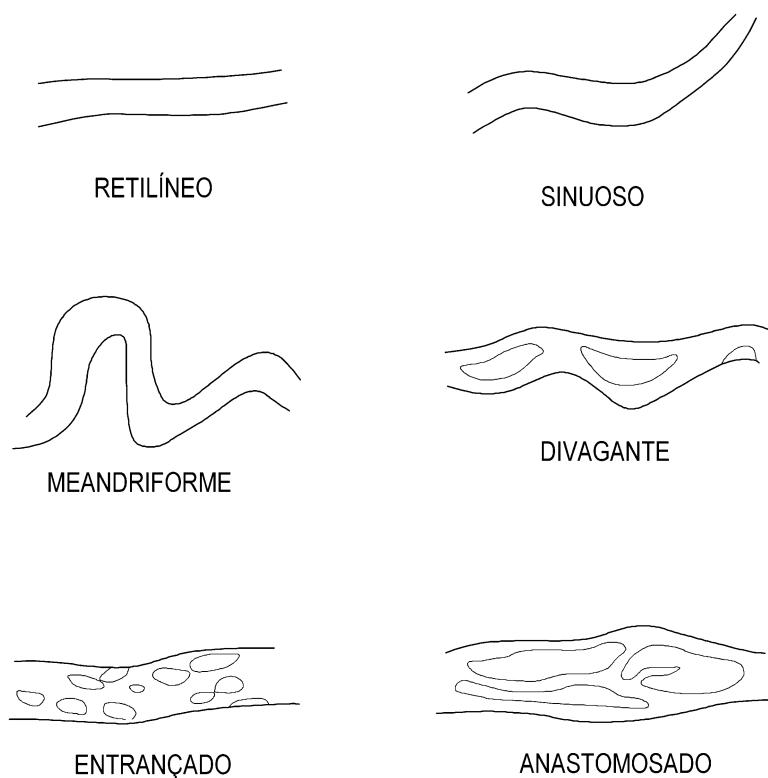 RETILÍNEO
SINUOSO
MEANDRIFORME
DIVAGANTE
ENTRANÇADO
ANASTOMOSADO